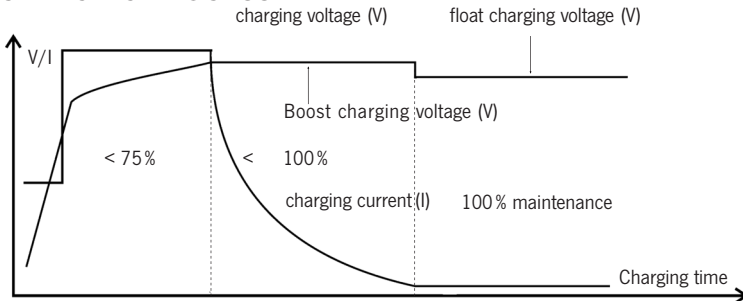 charging voltage (V)
float charging voltage (V)
V/I
Boost charging voltage (V)
< 75%
< 100%
charging current (I)
100% maintenance
Charging time